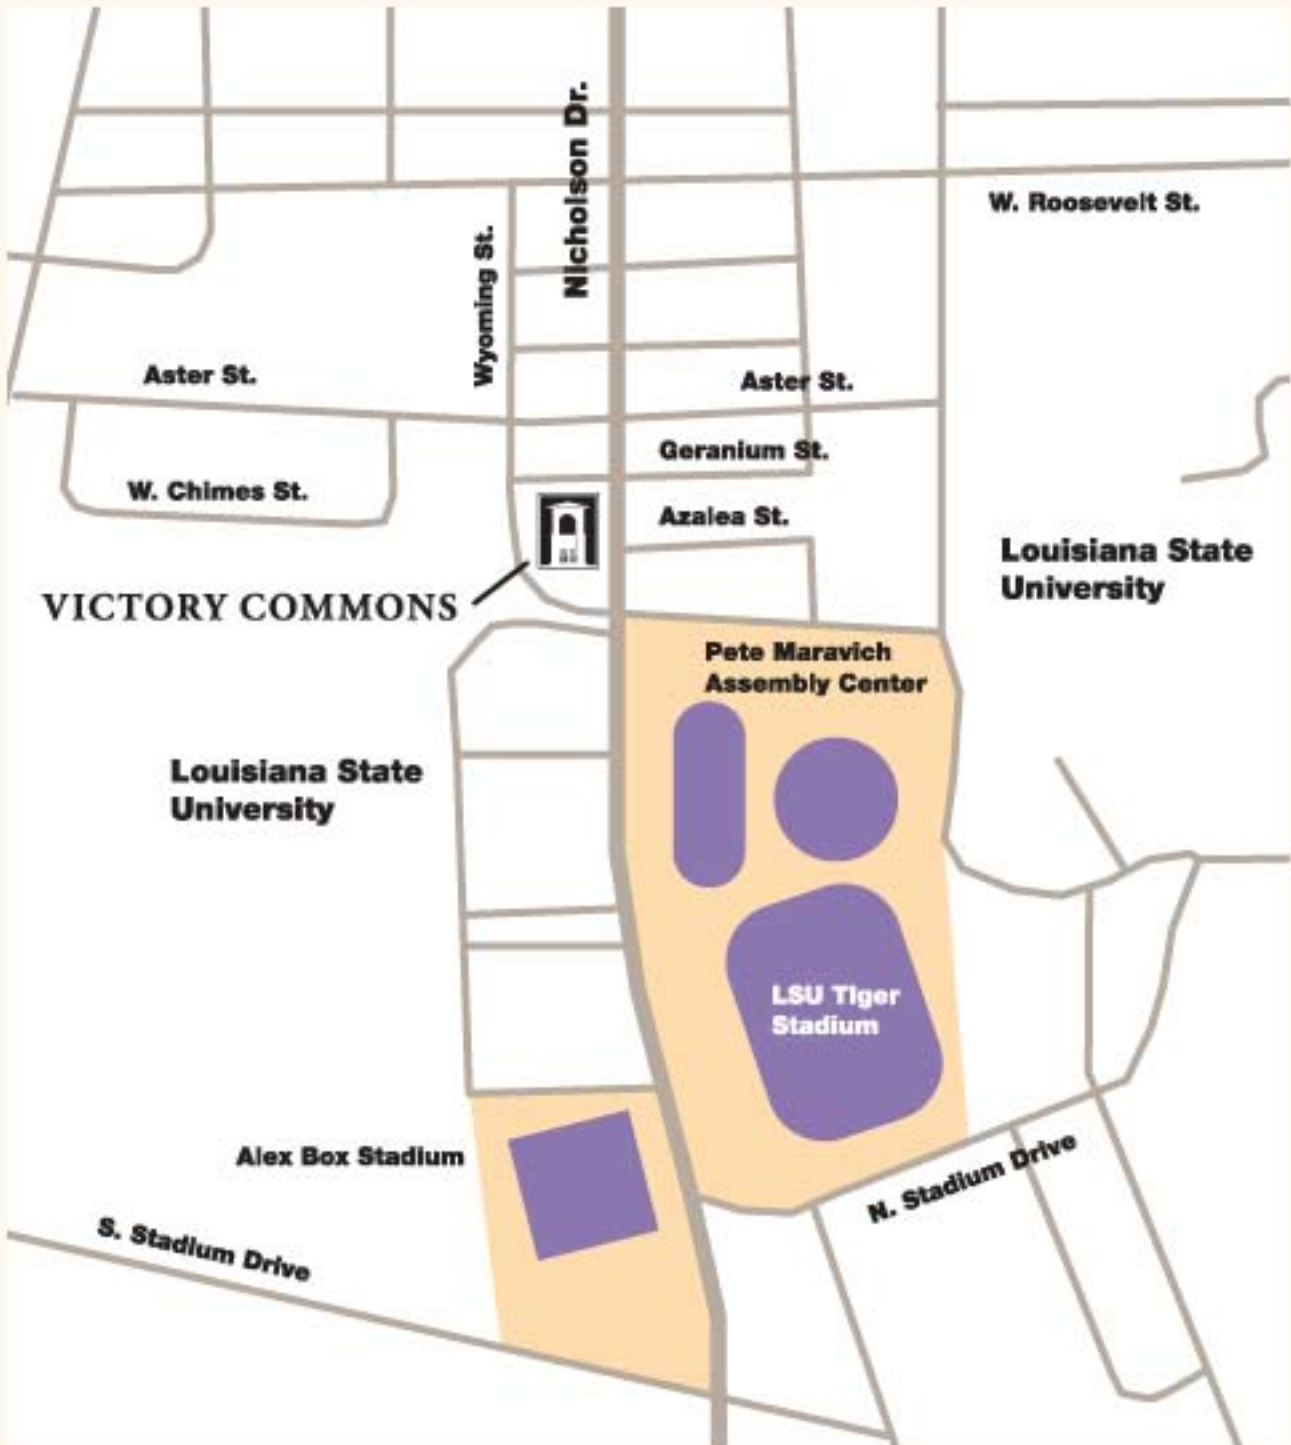 Nicholson Dr.
W. Roosevelt St.
Wyoming St.
Aster St.
Aster St.
Geranium St.
W. Chimes St.
Azalea St.
Louisiana State
University
VICTORY COMMONS
Pete Maravich
Assembly Center
Louisiana State
University
LSU Tiger
Stadium
Alex Box Stadium
N. Stadium Drive
S. Stadium Drive